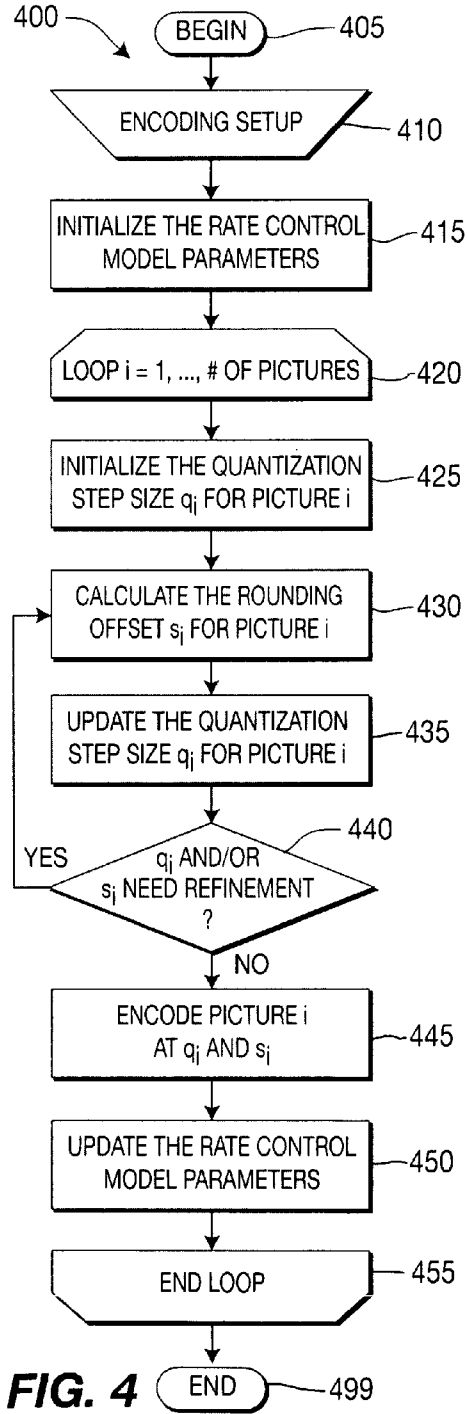 400
BEGIN
405
ENCODING SETUP
410
INITIALIZE THE RATE CONTROL
MODEL PARAMETERS
415
LOOP i = 1, ..., # OF PICTURES
420
INITIALIZE THE QUANTIZATION
STEP SIZE qi FOR PICTURE i
425
CALCULATE THE ROUNDING
OFFSET si FOR PICTURE i
430
UPDATE THE QUANTIZATION
STEP SIZE qi FOR PICTURE i
435
440
YES
qi AND/OR
si NEED REFINEMENT
?
NO
ENCODE PICTURE i
AT qi AND si
445
UPDATE THE RATE CONTROL
MODEL PARAMETERS
450
END LOOP
455
FIG. 4
END
499